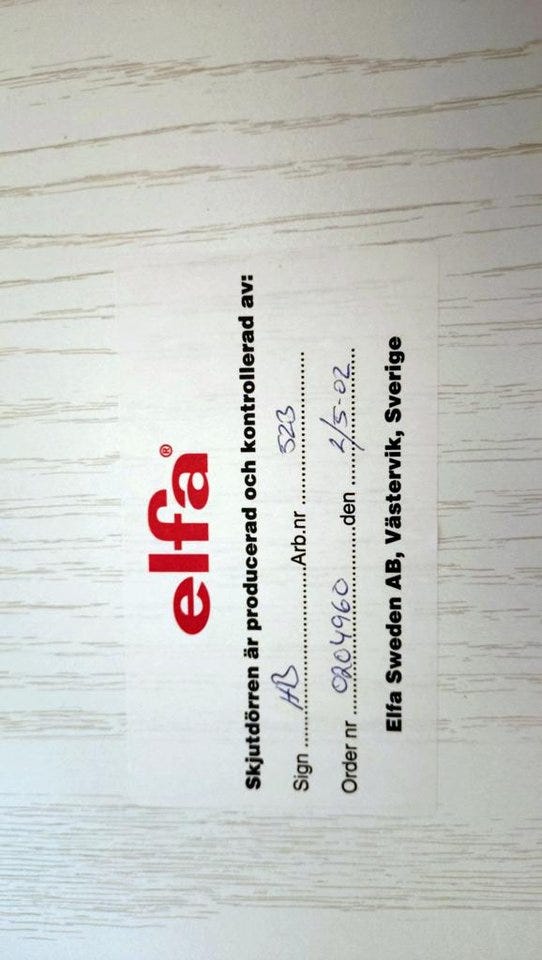 elfa®
Skjutdörren är producerad och kontrollerad av:
Sign ........HB........................Arb.nr ............523............
Order nr ....0204960............den ....2/5-02....
Elfa Sweden AB, Västervik, Sverige